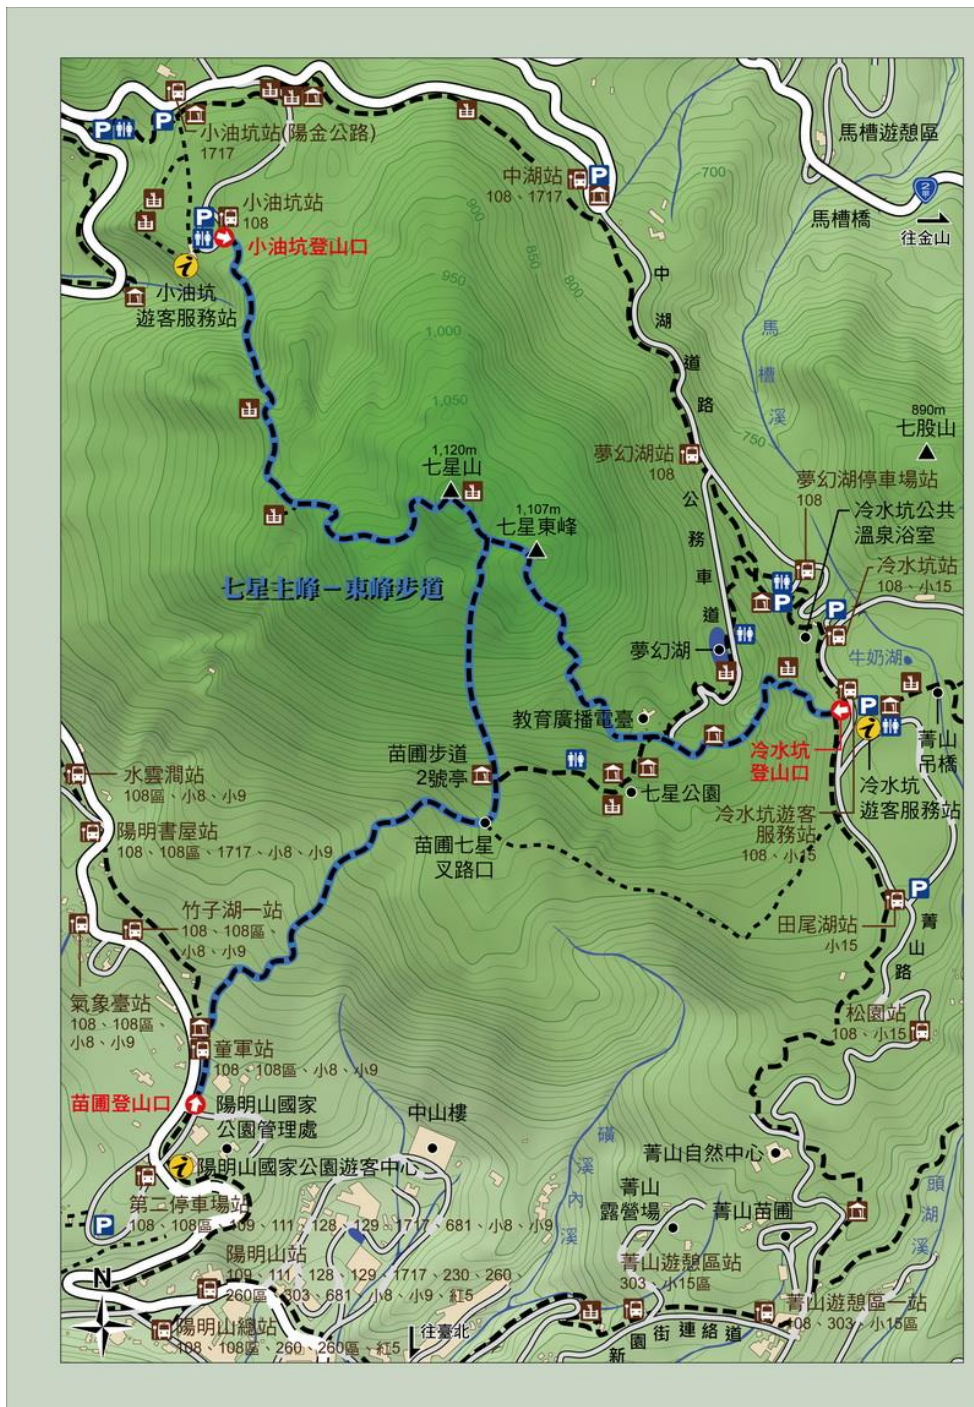 小油坑站(陽金公路)
1717
小油坑站
108
小油坑登山口
小油坑
遊客服務站
中湖站
108、1717
馬槽遊憩區
馬槽橋
2甲
往金山
700
900
850
800
950
1,000
1,050
750
中湖道路
馬槽溪
890m
七股山
1,120m
七星山
1,107m
七星東峰
七星主峰－東峰步道
夢幻湖站
108
夢幻湖停車場站
108
冷水坑公共
溫泉浴室
公務車道
冷水坑站
108、小15
夢幻湖
牛奶湖
教育廣播電臺
冷水坑
登山口
菁山
吊橋
苗圃步道
2號亭
七星公園
冷水坑
遊客服務站
冷水坑遊客
服務站
108、小15
水雲澗站
108區、小8、小9
陽明書屋站
108、108區、1717、小8、小9
苗圃七星
叉路口
竹子湖一站
108、108區、
小8、小9
田尾湖站
小15
菁山路
氣象臺站
108、108區、
小8、小9
松園站
108、小15
童軍站
108、108區、小8、小9
苗圃登山口
陽明山國家
公園管理處
中山樓
陽明山國家公園遊客中心
磺溪內溪
菁山自然中心
頭湖溪
第二停車場站
108、108區、109、111、128、129、1717、681、小8、小9
菁山
露營場
菁山苗圃
陽明山站
109、111、128、129、1717、230、260、
260區、303、681、小8、小9、紅5
菁山遊憩區站
303、小15區
菁山遊憩區一站
108、303、小15區
N
陽明山總站
108、108區、260、260區、紅5
往臺北
新園街連絡道